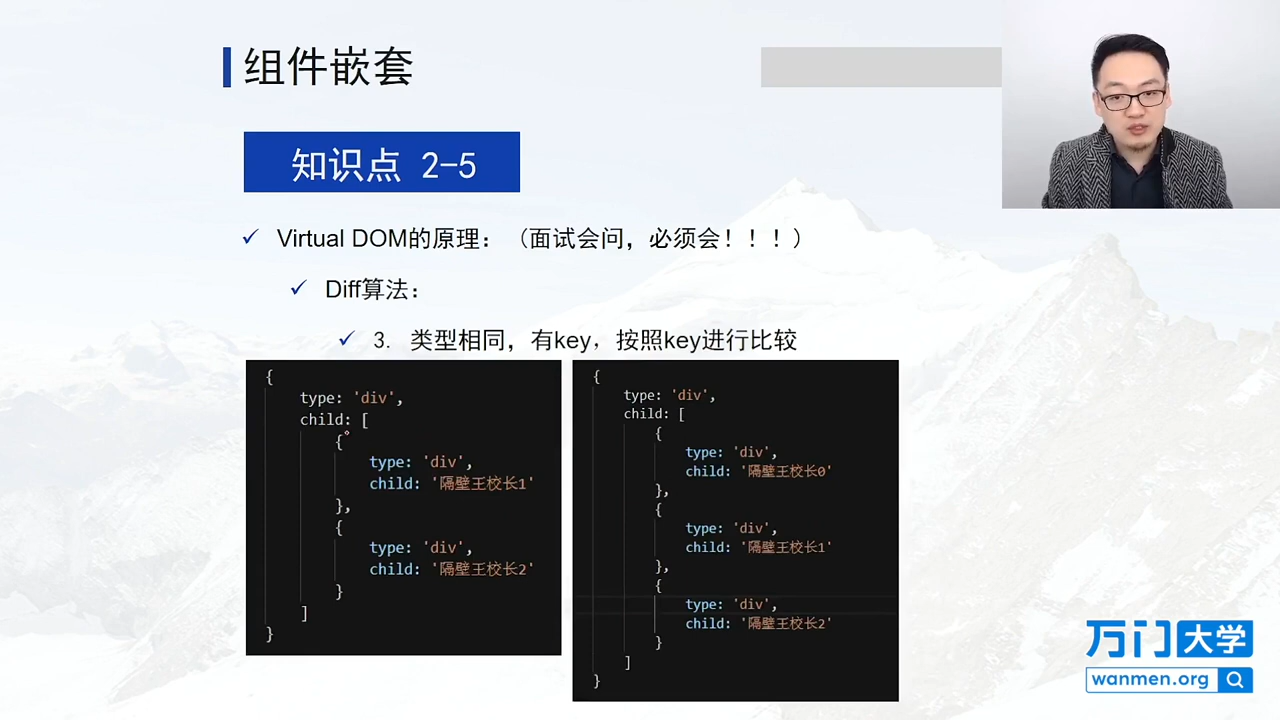 组件嵌套
知识点 2-5
Virtual DOM的原理：（面试会问，必须会！！！）
Diff算法：
3. 类型相同，有key，按照key进行比较
{
type: 'div',
child: [
{
type: 'div',
child: '隔壁王校长1'
},
{
type: 'div',
child: '隔壁王校长2'
}
]
}
{
type: 'div',
child: [
{
type: 'div',
child: '隔壁王校长0'
},
{
type: 'div',
child: '隔壁王校长1'
},
{
type: 'div',
child: '隔壁王校长2'
}
]
}
万门大学
wanmen.org